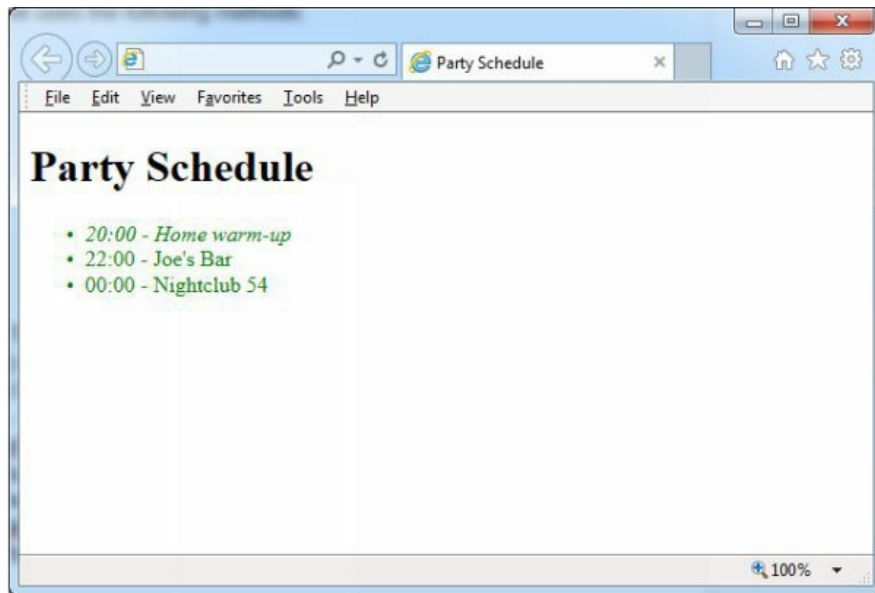 Party Schedule
File Edit View Favorites Tools Help
Party Schedule
• 20:00 - Home warm-up
• 22:00 - Joe's Bar
• 00:00 - Nightclub 54
100%